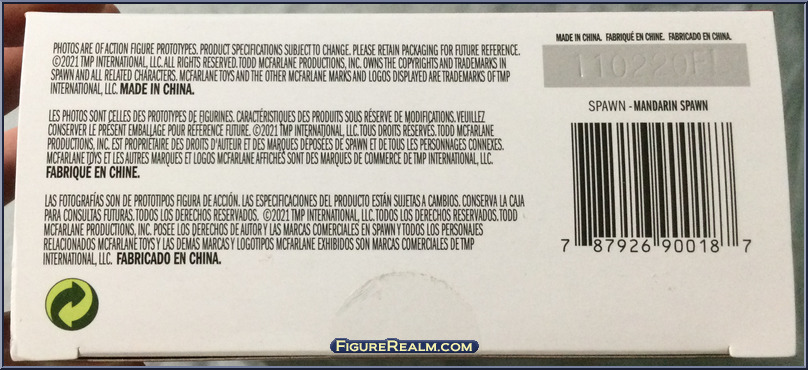 PHOTOS ARE OF ACTION FIGURE PROTOTYPES. PRODUCT SPECIFICATIONS SUBJECT TO CHANGE. PLEASE RETAIN PACKAGING FOR FUTURE REFERENCE.
©2021 TMP INTERNATIONAL, LLC. ALL RIGHTS RESERVED. TODD MCFARLANE PRODUCTIONS, INC. OWNS THE COPYRIGHTS AND TRADEMARKS IN
SPAWN AND ALL RELATED CHARACTERS. MCFARLANE TOYS AND THE OTHER MCFARLANE MARKS AND LOGOS DISPLAYED ARE TRADEMARKS OF TMP
INTERNATIONAL, LLC. MADE IN CHINA.
LES PHOTOS SONT CELLES DES PROTOTYPES DE FIGURINES. CARACTÉRISTIQUES DES PRODUITS SOUS RÉSERVE DE MODIFICATIONS. VEUILLEZ
CONSERVER LE PRÉSENT EMBALLAGE POUR RÉFÉRENCE FUTURE. ©2021 TMP INTERNATIONAL, LLC. TOUS DROITS RÉSERVÉS. TODD MCFARLANE
PRODUCTIONS, INC. EST PROPRIÉTAIRE DES DROITS D'AUTEUR ET DES MARQUES DÉPOSÉES DE SPAWN ET DE TOUS LES PERSONNAGES CONNEXES.
MCFARLANE TOYS ET LES AUTRES MARQUES ET LOGOS MCFARLANE AFFICHÉS SONT DES MARQUES DE COMMERCE DE TMP INTERNATIONAL, LLC.
FABRIQUÉ EN CHINE.
LAS FOTOGRAFÍAS SON DE PROTOTIPOS FIGURA DE ACCIÓN. LAS ESPECIFICACIONES DEL PRODUCTO ESTÁN SUJETAS A CAMBIOS. CONSERVA LA CAJA
PARA CONSULTAS FUTURAS. TODOS LOS DERECHOS RESERVADOS. ©2021 TMP INTERNATIONAL, LLC. TODOS LOS DERECHOS RESERVADOS. TODD
MCFARLANE PRODUCTIONS, INC. POSEE LOS DERECHOS DE AUTOR Y LAS MARCAS COMERCIALES EN SPAWN Y TODOS LOS PERSONAJES
RELACIONADOS MCFARLANE TOYS Y LAS DEMÁS MARCAS Y LOGOTIPOS MCFARLANE EXHIBIDOS SON MARCAS COMERCIALES DE TMP
INTERNATIONAL, LLC. FABRICADO EN CHINA.
MADE IN CHINA. FABRIQUÉ EN CHINE. FABRICADO EN CHINA.
SPAWN - MANDARIN SPAWN
7 87926 90018 7
FIGUREREALM.COM